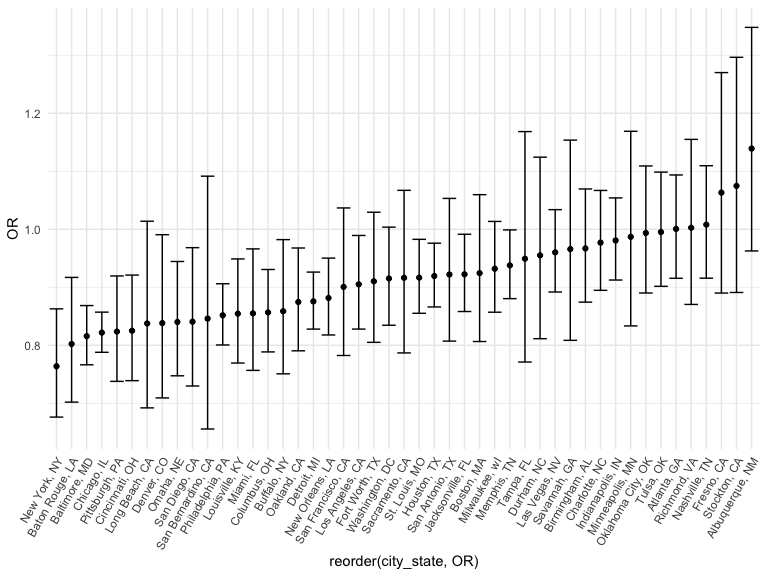 OR
1.2
1.0
0.8
New York, NY
Baton Rouge, LA
Baltimore, MD
Chicago, IL
Pittsburgh, PA
Cincinnati, OH
Long Beach, CA
Denver, CO
Omaha, NE
San Diego, CA
San Bernardino, CA
Philadelphia, PA
Louisville, KY
Miami, FL
Columbus, OH
Buffalo, NY
Oakland, CA
Detroit, MI
New Orleans, LA
San Francisco, CA
Los Angeles, CA
Fort Worth, TX
Washington, DC
Sacramento, CA
St. Louis, MO
Houston, TX
San Antonio, TX
Jacksonville, FL
Boston, MA
Milwaukee, wI
Memphis, TN
Tampa, FL
Durham, NC
Las Vegas, NV
Savannah, GA
Birmingham, AL
Charlotte, NC
Indianapolis, IN
Minneapolis, MN
Oklahoma City, OK
Tulsa, OK
Atlanta, GA
Richmond, VA
Nashville, TN
Fresno, CA
Stockton, CA
Albuquerque, NM
reorder(city_state, OR)